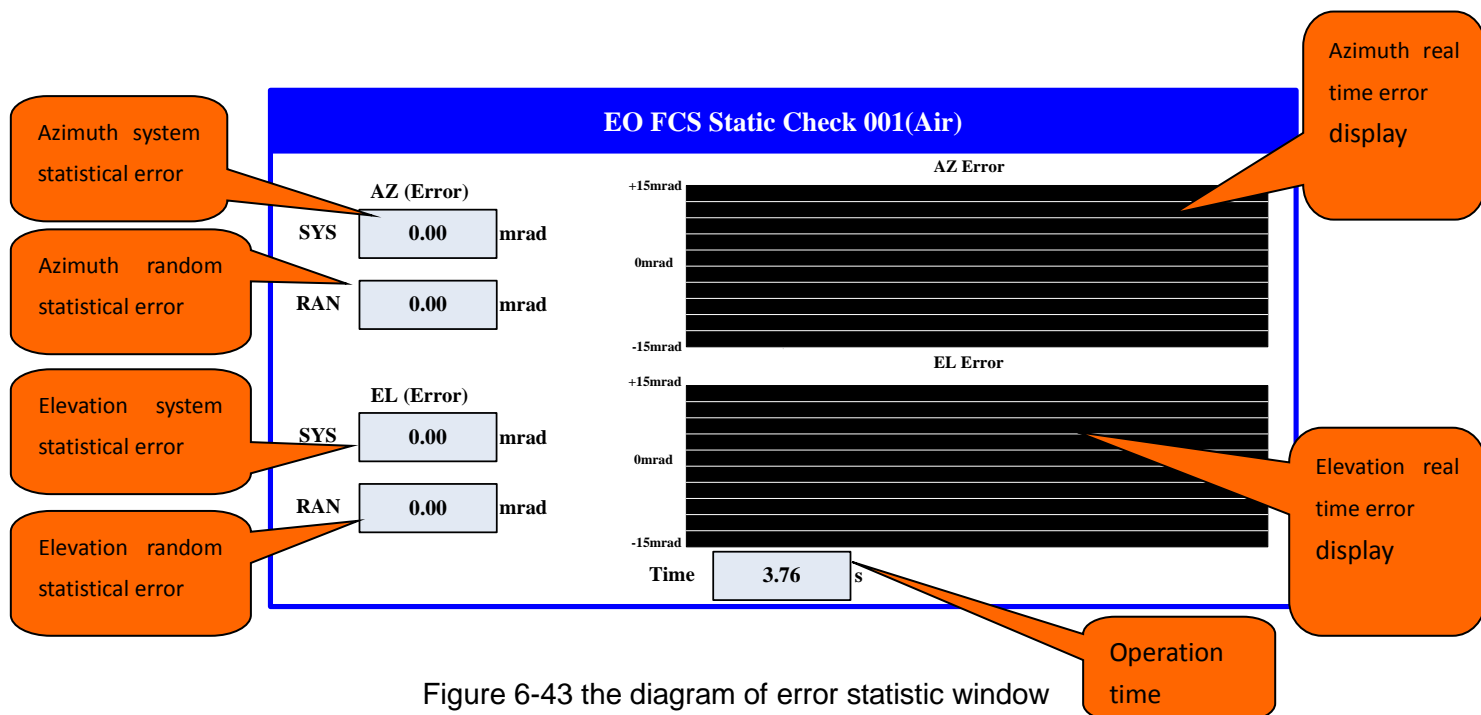 EO FCS Static Check 001(Air)
Azimuth system
statistical error
Azimuth random
statistical error
Elevation system
statistical error
Elevation random
statistical error
AZ (Error)
SYS 0.00 mrad
RAN 0.00 mrad
EL (Error)
SYS 0.00 mrad
RAN 0.00 mrad
AZ Error
+15mrad
0mrad
-15mrad
EL Error
+15mrad
0mrad
-15mrad
Time 3.76 s
Azimuth real
time error
display
Elevation real
time error
display
Operation
time
Figure 6-43 the diagram of error statistic window